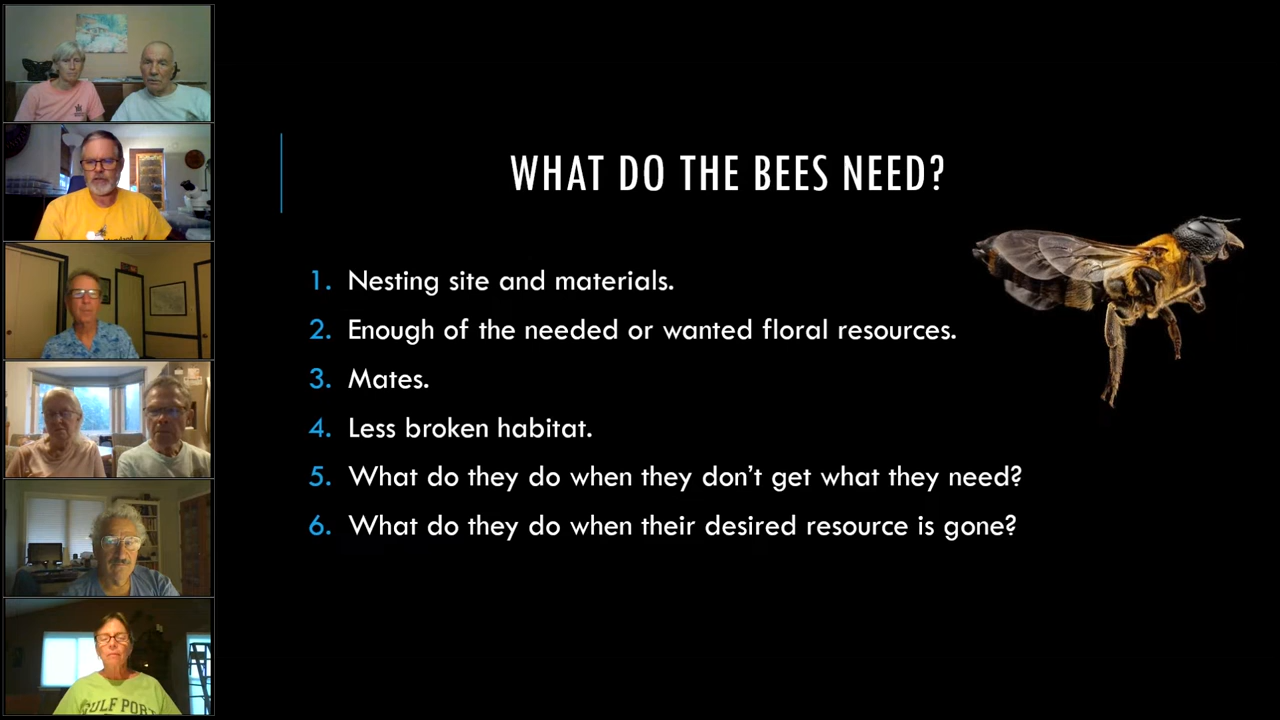 WHAT DO THE BEES NEED?
1. Nesting site and materials.
2. Enough of the needed or wanted floral resources.
3. Mates.
4. Less broken habitat.
5. What do they do when they don't get what they need?
6. What do they do when their desired resource is gone?
GULF PORT